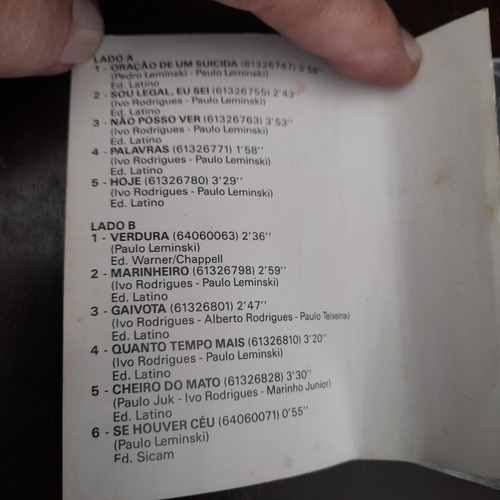 LADO A
1 - ORAÇÃO DE UM SUICIDA (61326747) 3'58''
(Pedro Leminski - Paulo Leminski)
Ed. Latino
2 - SOU LEGAL, EU SEI (61326755) 2'43''
(Ivo Rodrigues - Paulo Leminski)
Ed. Latino
3 - NÃO POSSO VER (61326763) 3'53''
(Ivo Rodrigues - Paulo Leminski)
Ed. Latino
4 - PALAVRAS (61326771) 1'58''
(Ivo Rodrigues - Paulo Leminski)
Ed. Latino
5 - HOJE (61326780) 3'29''
(Ivo Rodrigues - Paulo Leminski)
Ed. Latino
LADO B
1 - VERDURA (64060063) 2'36''
(Paulo Leminski)
Ed. Warner/Chappell
2 - MARINHEIRO (61326798) 2'59''
(Ivo Rodrigues - Paulo Leminski)
Ed. Latino
3 - GAIVOTA (61326801) 2'47''
(Ivo Rodrigues - Alberto Rodrigues - Paulo Teixeira)
Ed. Latino
4 - QUANTO TEMPO MAIS (61326810) 3'20''
(Ivo Rodrigues - Paulo Leminski)
Ed. Latino
5 - CHEIRO DO MATO (61326828) 3'30''
(Paulo Juk - Ivo Rodrigues - Marinho Junior)
Ed. Latino
6 - SE HOUVER CÉU (64060071) 0'55''
(Paulo Leminski)
Ed. Sicam